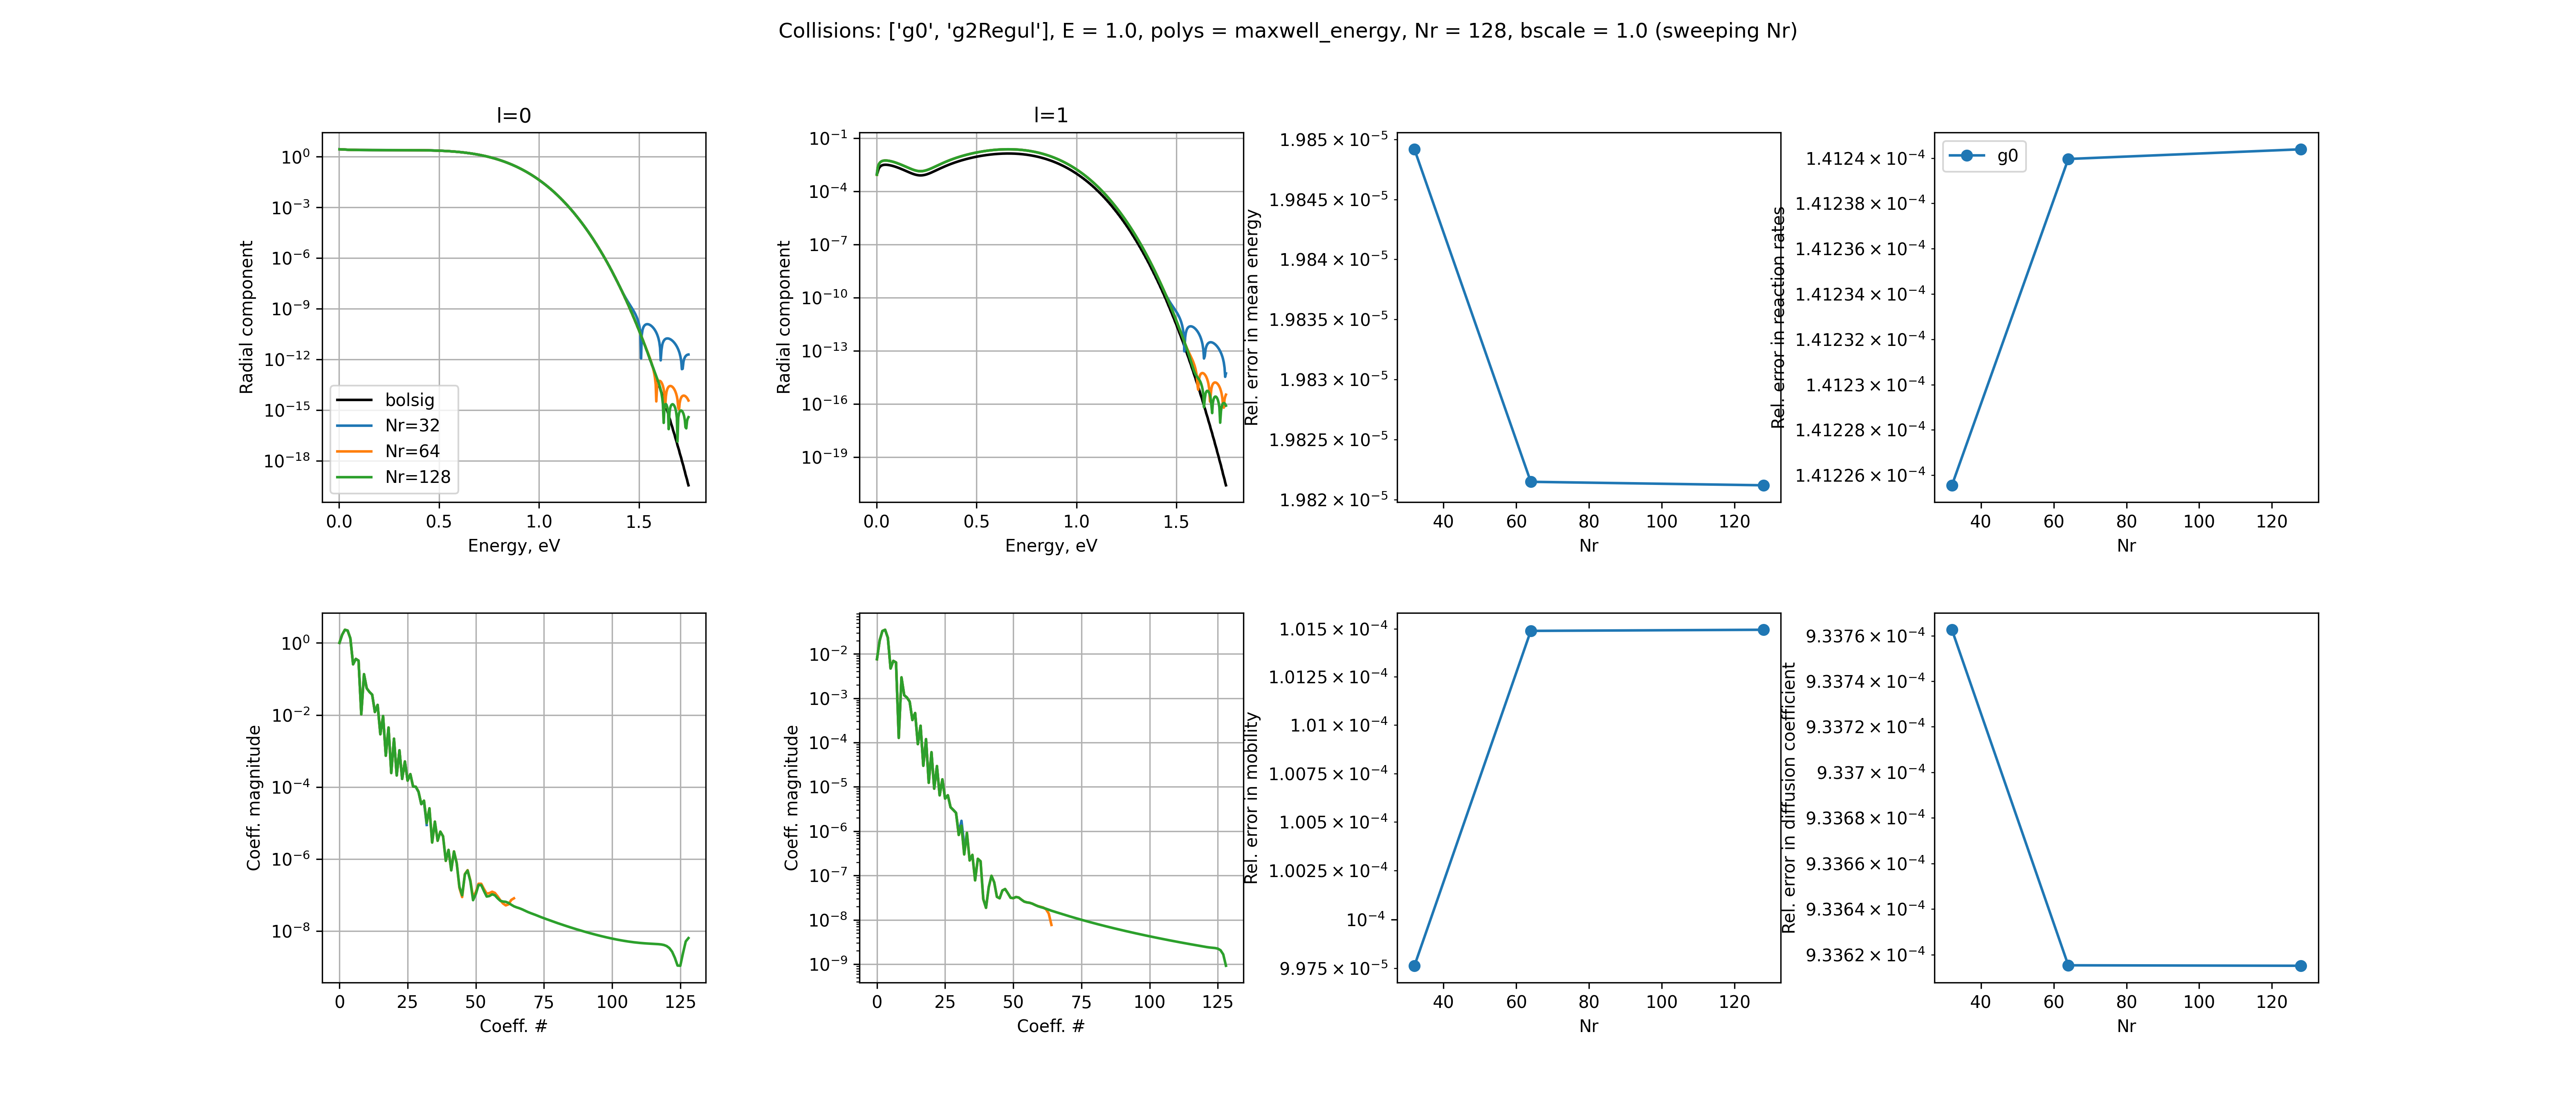 Collisions: ['g0', 'g2Regul'], E = 1.0, polys = maxwell_energy, Nr = 128, bscale = 1.0 (sweeping Nr)
l=0
10⁰
10⁻³
10⁻⁶
10⁻⁹
10⁻¹²
10⁻¹⁵
10⁻¹⁸
Radial component
bolsig
Nr=32
Nr=64
Nr=128
0.0 0.5 1.0 1.5
Energy, eV
l=1
10⁻¹
10⁻⁴
10⁻⁷
10⁻¹⁰
10⁻¹³
10⁻¹⁶
10⁻¹⁹
Radial component
0.0 0.5 1.0 1.5
Energy, eV
1.985 × 10⁻⁵
1.9845 × 10⁻⁵
1.984 × 10⁻⁵
1.9835 × 10⁻⁵
1.983 × 10⁻⁵
1.9825 × 10⁻⁵
1.982 × 10⁻⁵
Rel. error in mean energy
40 60 80 100 120
Nr
1.4124 × 10⁻⁴
1.41238 × 10⁻⁴
1.41236 × 10⁻⁴
1.41234 × 10⁻⁴
1.41232 × 10⁻⁴
1.4123 × 10⁻⁴
1.41228 × 10⁻⁴
1.41226 × 10⁻⁴
Rel. error in reaction rates
g0
40 60 80 100 120
Nr
10⁰
10⁻²
10⁻⁴
10⁻⁶
10⁻⁸
Coeff. magnitude
0 25 50 75 100 125
Coeff. #
10⁻²
10⁻³
10⁻⁴
10⁻⁵
10⁻⁶
10⁻⁷
10⁻⁸
10⁻⁹
Coeff. magnitude
0 25 50 75 100 125
Coeff. #
1.015 × 10⁻⁴
1.0125 × 10⁻⁴
1.01 × 10⁻⁴
1.0075 × 10⁻⁴
1.005 × 10⁻⁴
1.0025 × 10⁻⁴
10⁻⁴
9.975 × 10⁻⁵
Rel. error in mobility
40 60 80 100 120
Nr
9.3376 × 10⁻⁴
9.3374 × 10⁻⁴
9.3372 × 10⁻⁴
9.337 × 10⁻⁴
9.3368 × 10⁻⁴
9.3366 × 10⁻⁴
9.3364 × 10⁻⁴
9.3362 × 10⁻⁴
Rel. error in diffusion coefficient
40 60 80 100 120
Nr